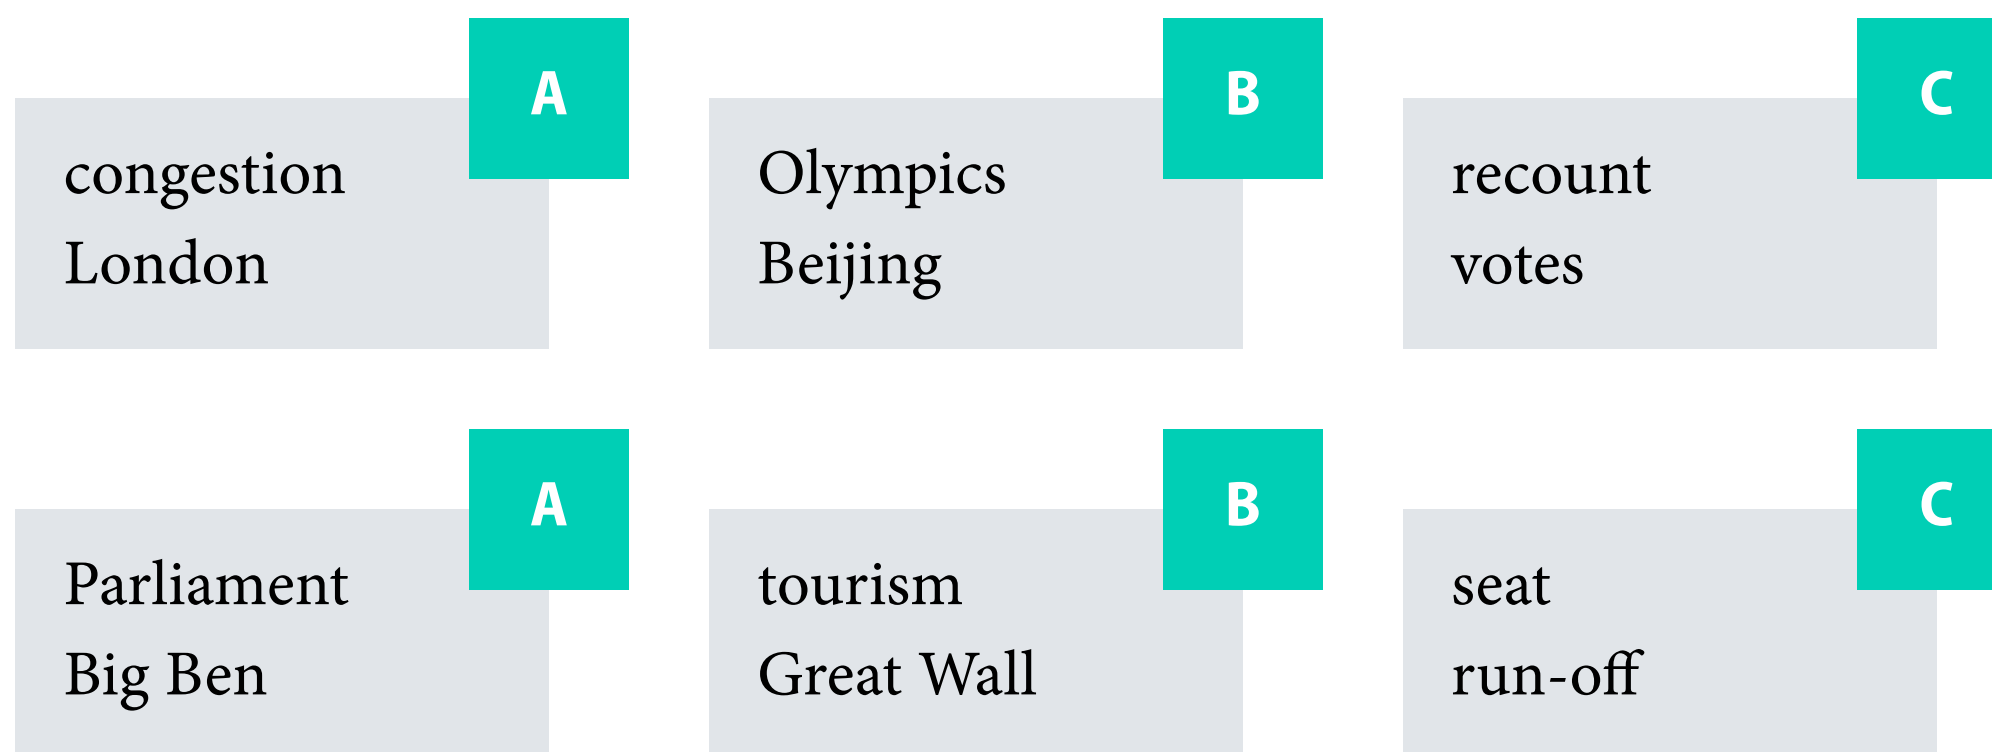 A
congestion
London
B
Olympics
Beijing
C
recount
votes
A
Parliament
Big Ben
B
tourism
Great Wall
C
seat
run-off